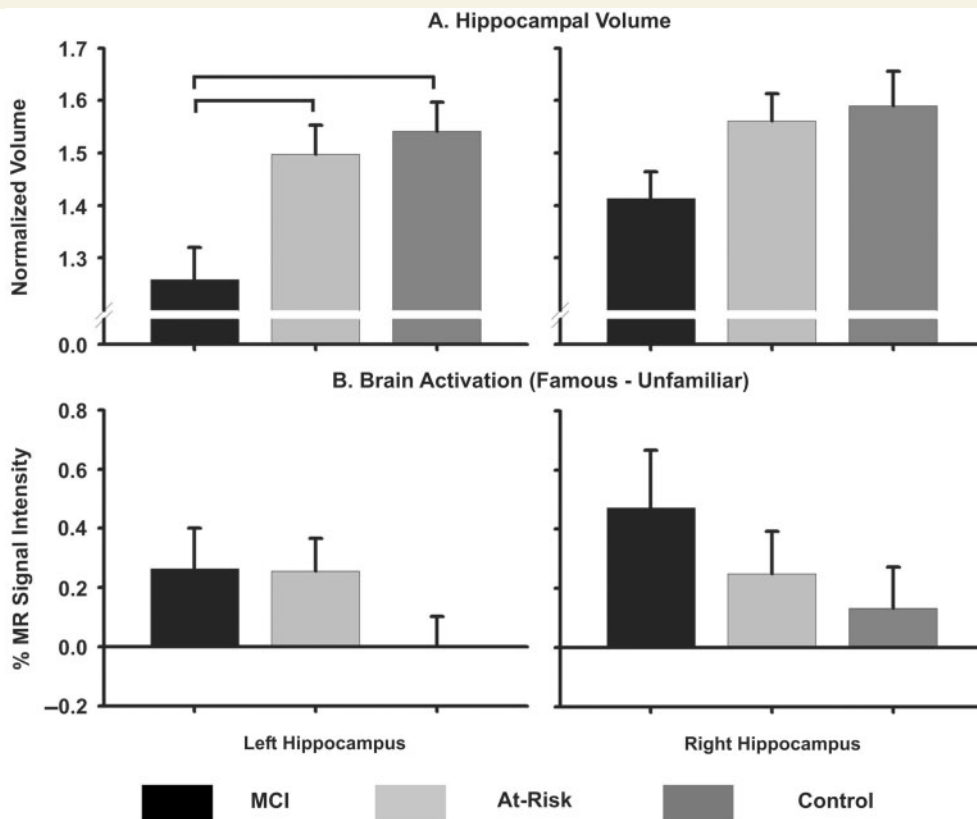 A. Hippocampal Volume
Normalized Volume
1.7
1.6
1.5
1.4
1.3
0.0
B. Brain Activation (Famous - Unfamiliar)
% MR Signal Intensity
0.8
0.6
0.4
0.2
0.0
–0.2
Left Hippocampus
Right Hippocampus
MCI At-Risk Control